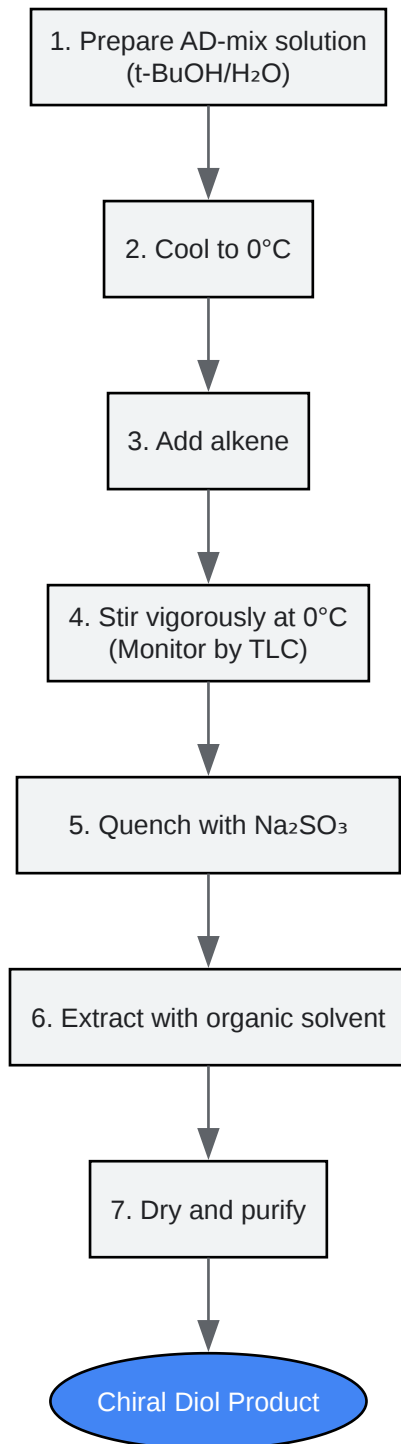 1. Prepare AD-mix solution
(t-BuOH/H₂O)
2. Cool to 0°C
3. Add alkene
4. Stir vigorously at 0°C
(Monitor by TLC)
5. Quench with Na₂SO₃
6. Extract with organic solvent
7. Dry and purify
Chiral Diol Product